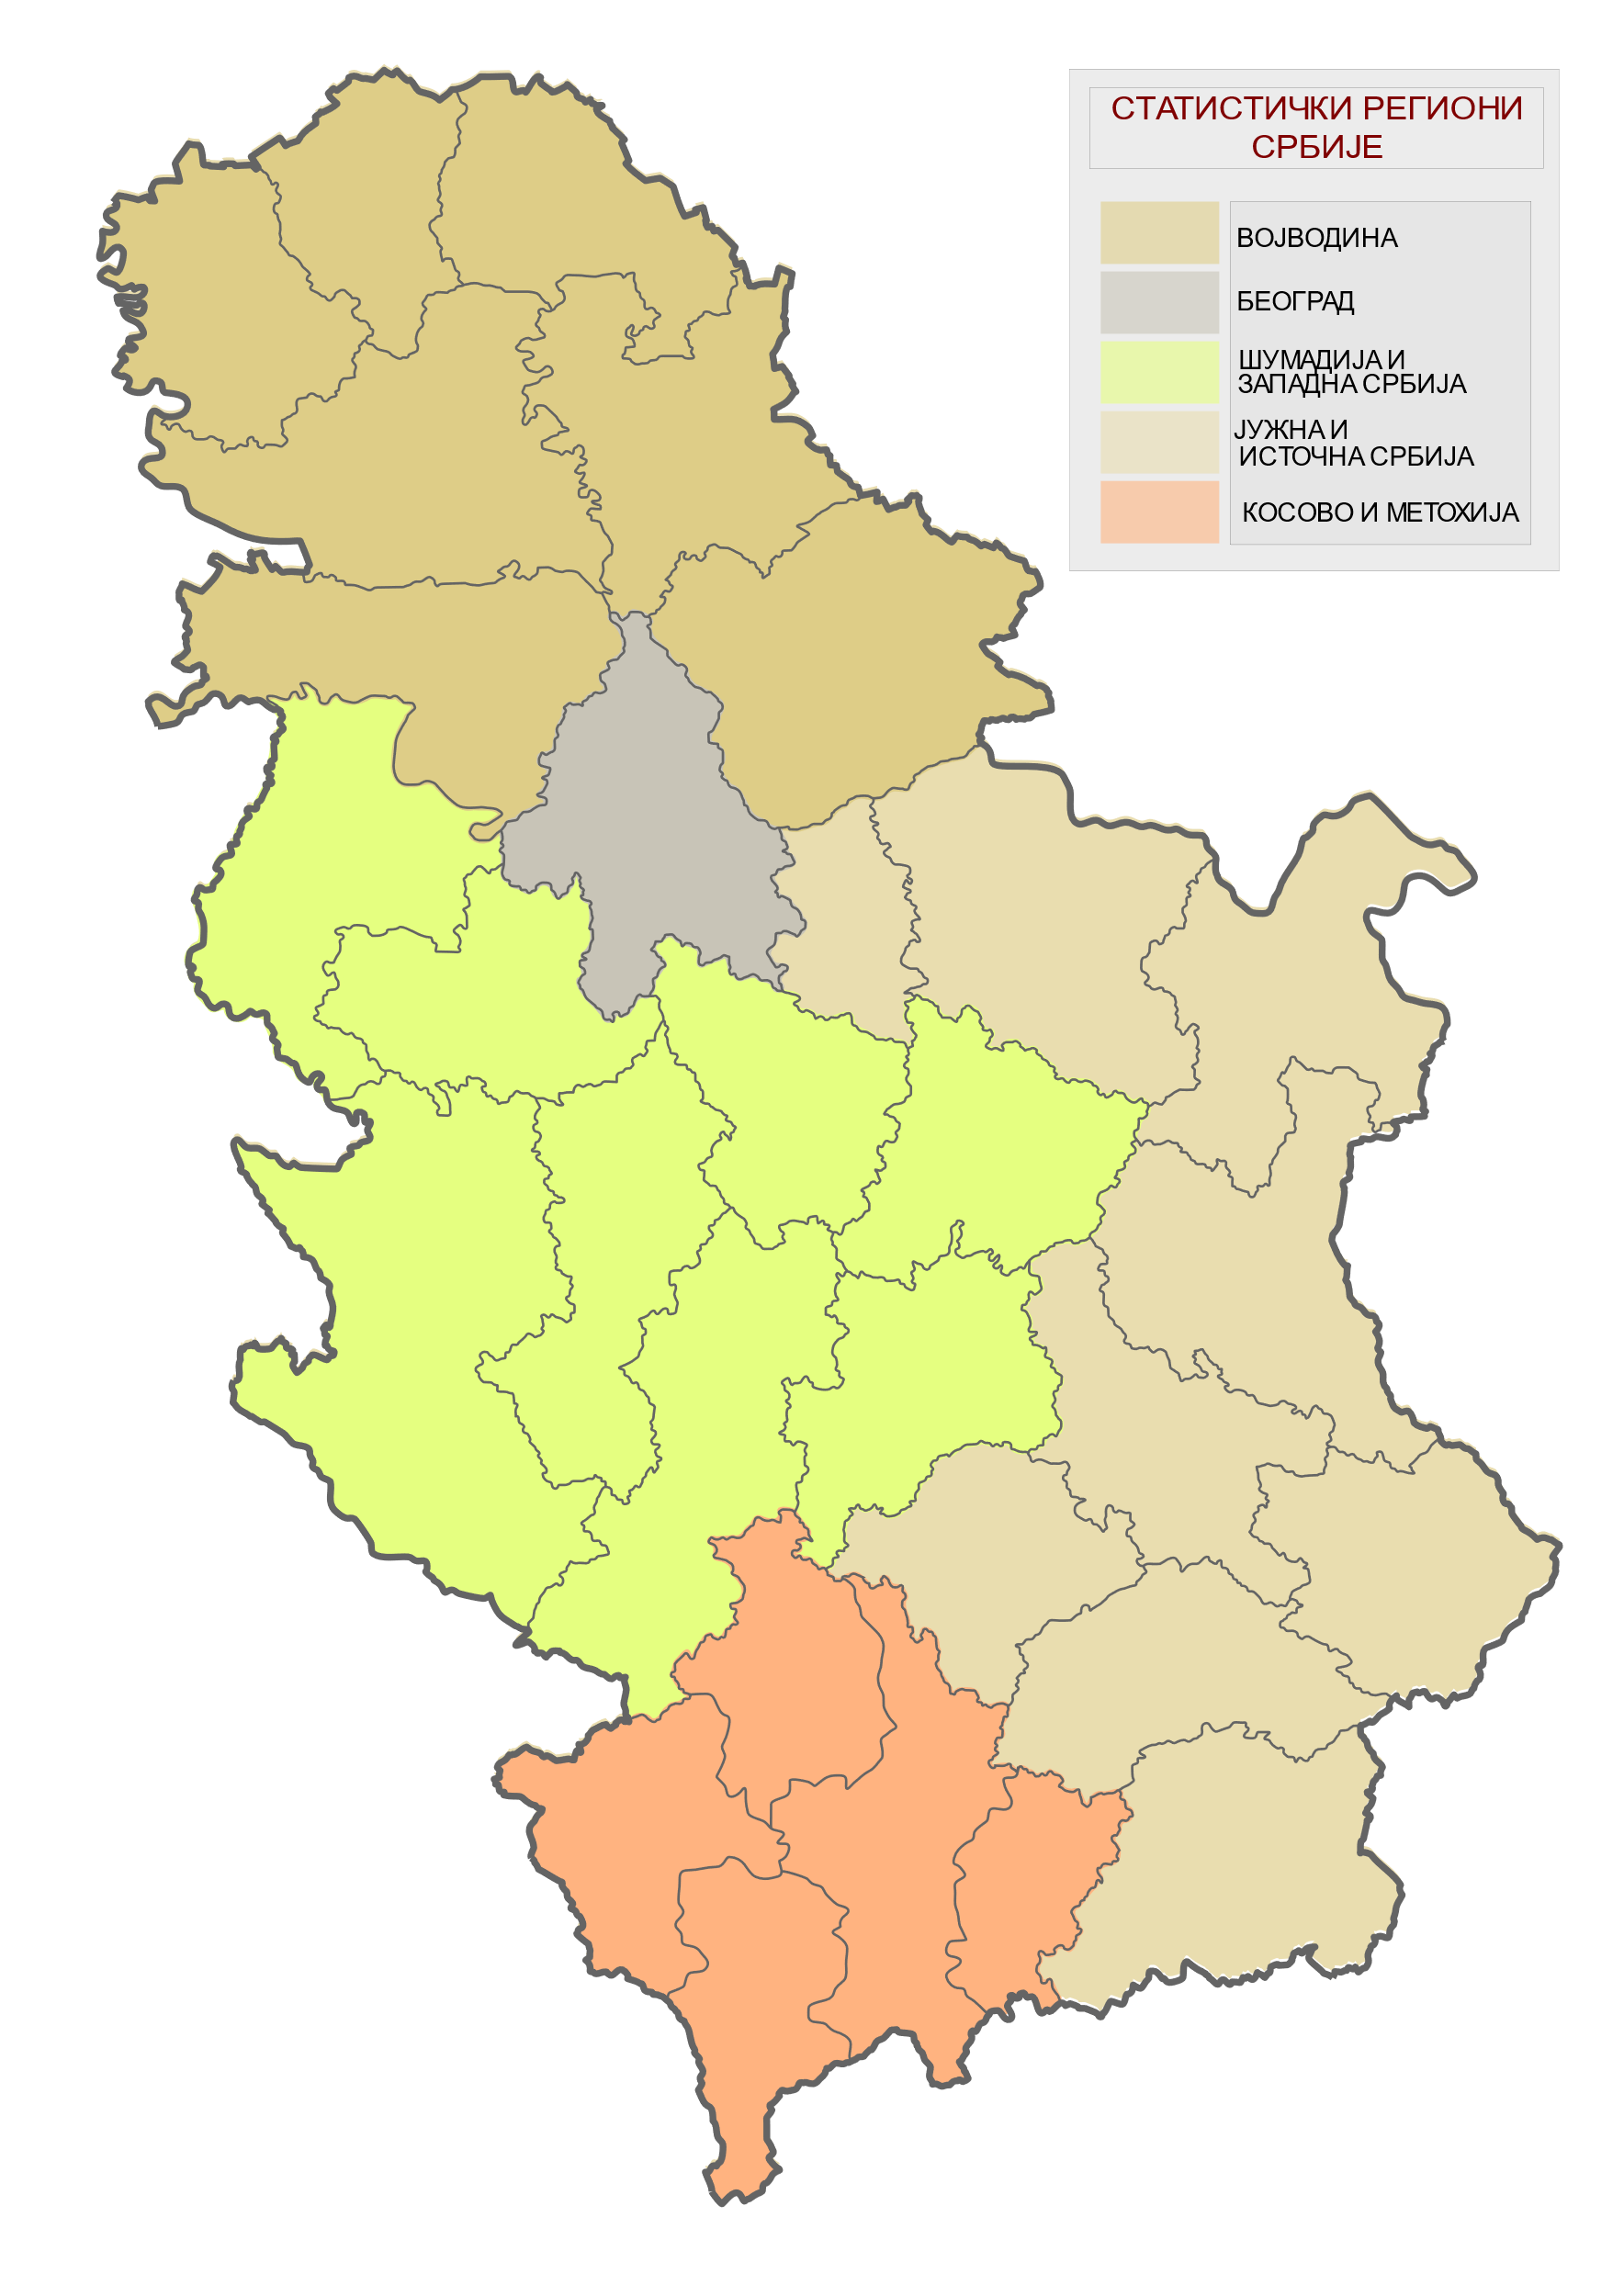 СТАТИСТИЧКИ РЕГИОНИ
СРБИЈЕ
ВОЈВОДИНА
БЕОГРАД
ШУМАДИЈА И
ЗАПАДНА СРБИЈА
ЈУЖНА И
ИСТОЧНА СРБИЈА
КОСОВО И МЕТОХИЈА